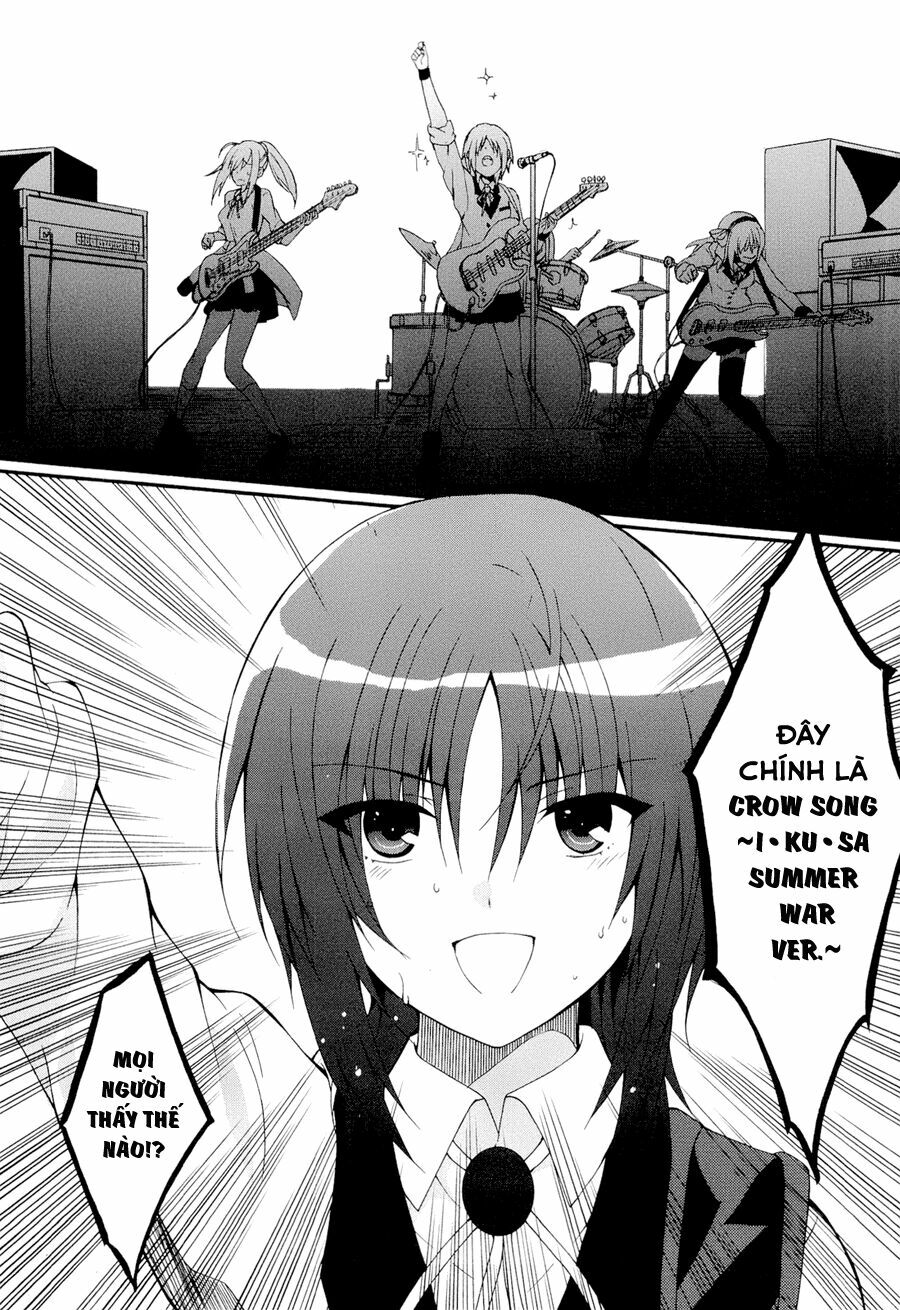 ĐÂY
CHÍNH LÀ
CROW SONG
~I•KU•SA
SUMMER
WAR
VER.~
MỌI
NGƯỜI
THẤY THẾ
NÀO!?